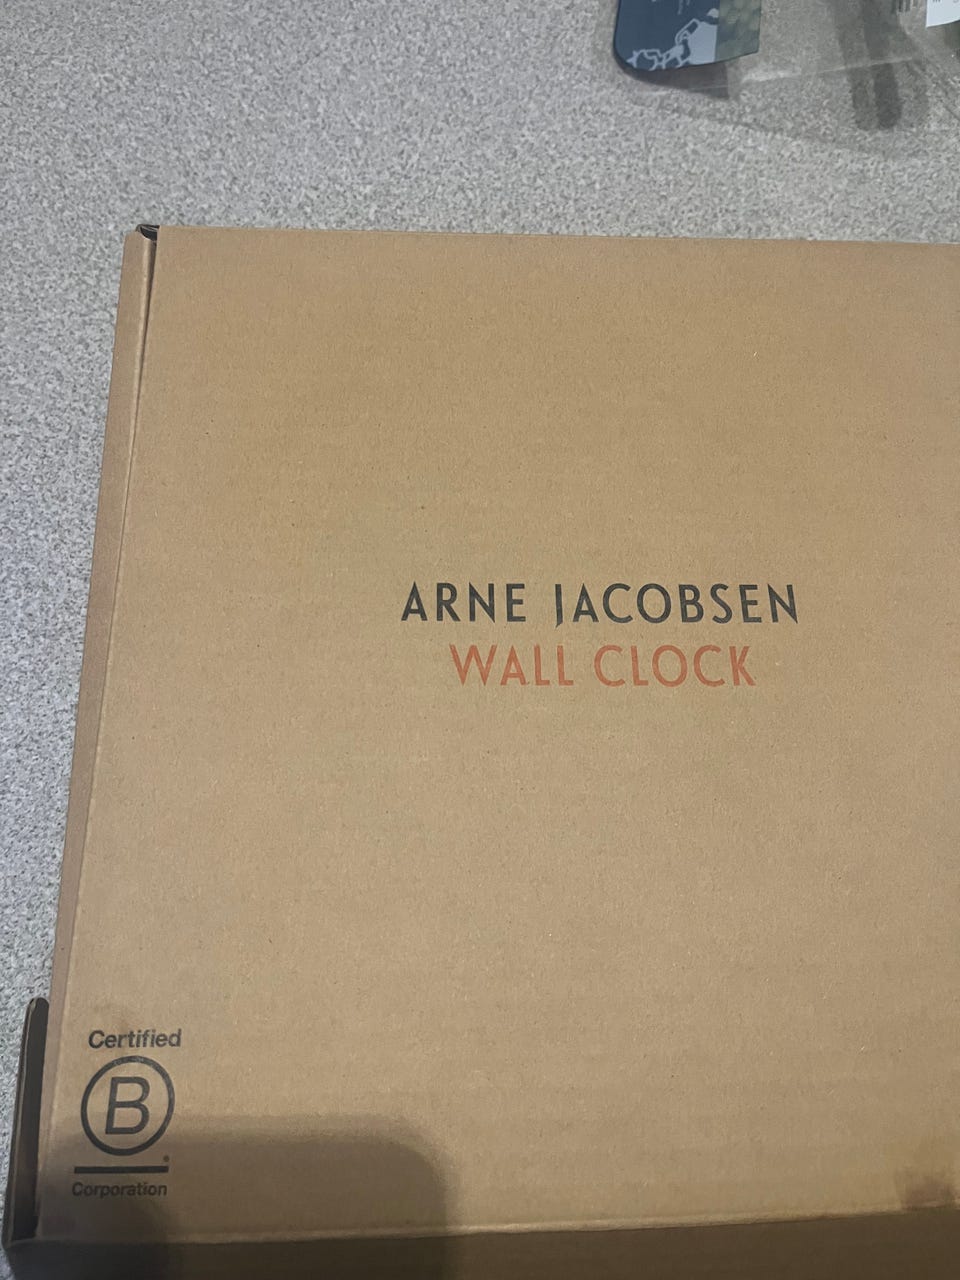 ARNE JACOBSEN
WALL CLOCK
Certified
B
Corporation